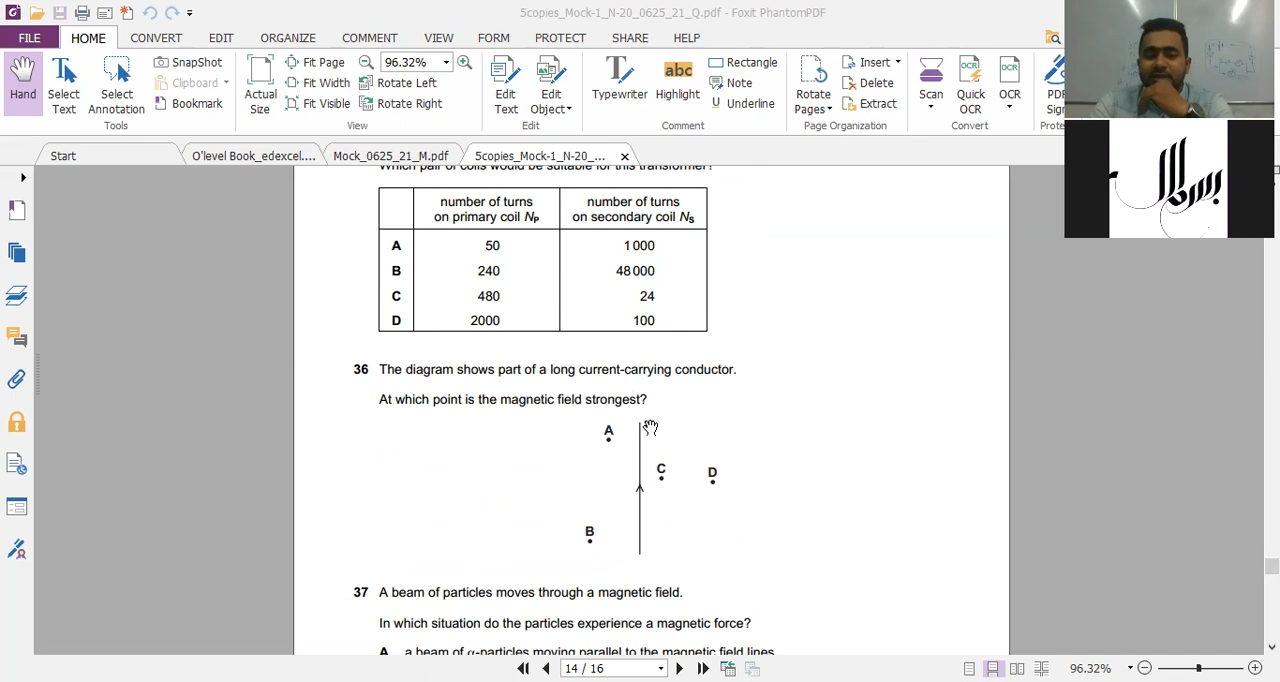 5copies_Mock-1_N-20_0625_21_Q.pdf - Foxit PhantomPDF
FILE HOME CONVERT EDIT ORGANIZE COMMENT VIEW FORM PROTECT SHARE HELP
Hand
Select
Text
Select
Annotation
SnapShot
Clipboard
Bookmark
Tools
Actual
Size
Fit Page
Fit Width
Fit Visible
96.32%
Rotate Left
Rotate Right
View
Edit
Text
Edit
Object
Edit
Typewriter
abc
Highlight
Rectangle
Note
Underline
Comment
Rotate
Pages
Insert
Delete
Extract
Page Organization
OCR
Scan
OCR
Quick
OCR
OCR
OCR
Convert
PDF
Sign
Prote
Start O'level Book_edexcel.... Mock_0625_21_M.pdf 5copies_Mock-1_N-20_...
Which pair of coils would be suitable for this transformer?
number of turns
on primary coil NP
number of turns
on secondary coil NS
A 50 1000
B 240 48000
C 480 24
D 2000 100
36 The diagram shows part of a long current-carrying conductor.
At which point is the magnetic field strongest?
A
C
D
B
37 A beam of particles moves through a magnetic field.
In which situation do the particles experience a magnetic force?
A a beam of α-particles moving parallel to the magnetic field lines
14 / 16
96.32%